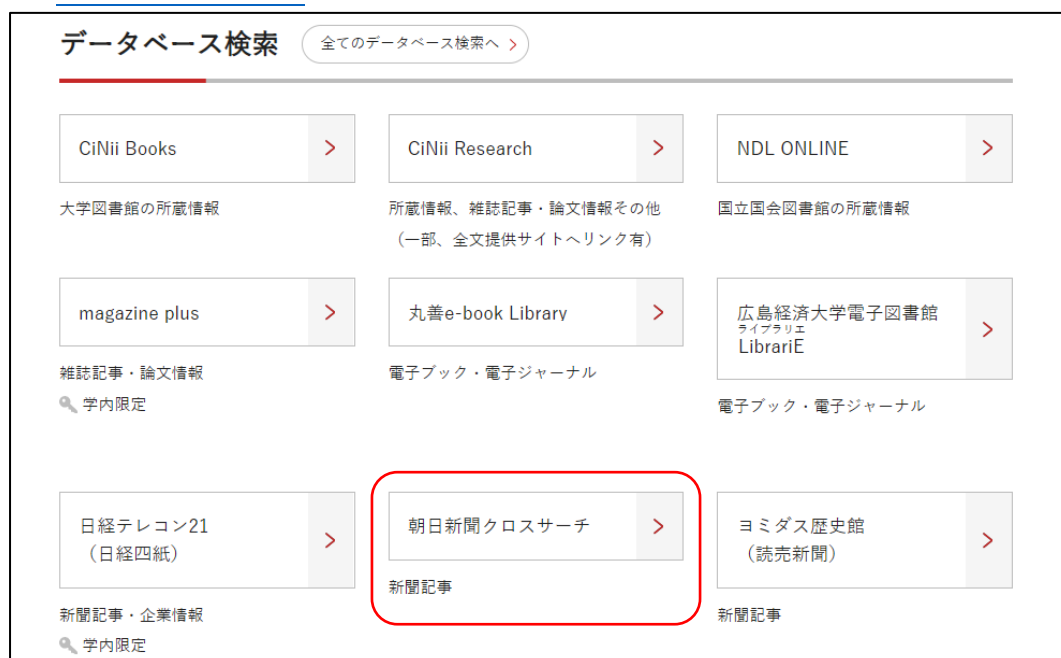 データベース検索 全てのデータベース検索へ >
CiNii Books >
CiNii Research >
NDL ONLINE >
大学図書館の所蔵情報
所蔵情報、雑誌記事・論文情報その他
（一部、全文提供サイトへリンク有）
国立国会図書館の所蔵情報
magazine plus >
丸善e-book Library >
広島経済大学電子図書館
ライブラリエ
LibrariE >
雑誌記事・論文情報
学内限定
電子ブック・電子ジャーナル
電子ブック・電子ジャーナル
日経テレコン21
（日経四紙） >
朝日新聞クロスサーチ >
ヨミダス歴史館
（読売新聞） >
新聞記事・企業情報
学内限定
新聞記事
新聞記事